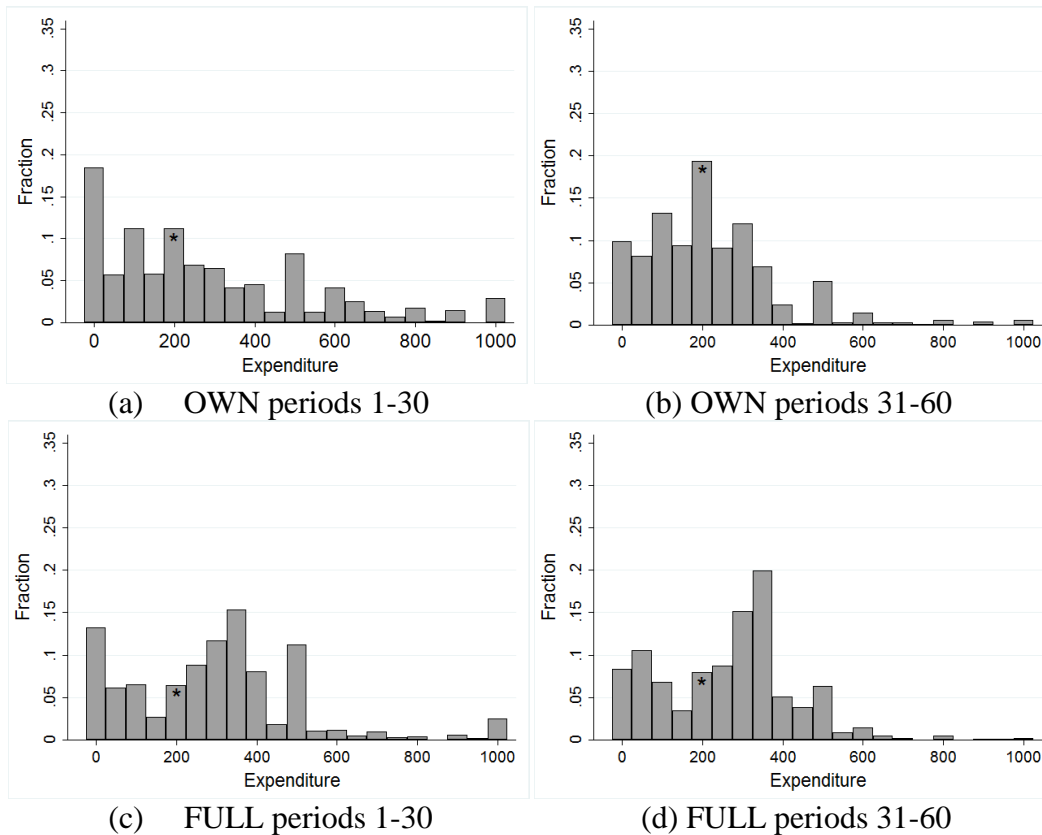 Fraction
0 .05 .1 .15 .2 .25 .3 .35
*
0 200 400 600 800 1000
Expenditure
(a) OWN periods 1-30
Fraction
0 .05 .1 .15 .2 .25 .3 .35
*
0 200 400 600 800 1000
Expenditure
(b) OWN periods 31-60
Fraction
0 .05 .1 .15 .2 .25 .3 .35
*
0 200 400 600 800 1000
Expenditure
(c) FULL periods 1-30
Fraction
0 .05 .1 .15 .2 .25 .3 .35
*
0 200 400 600 800 1000
Expenditure
(d) FULL periods 31-60